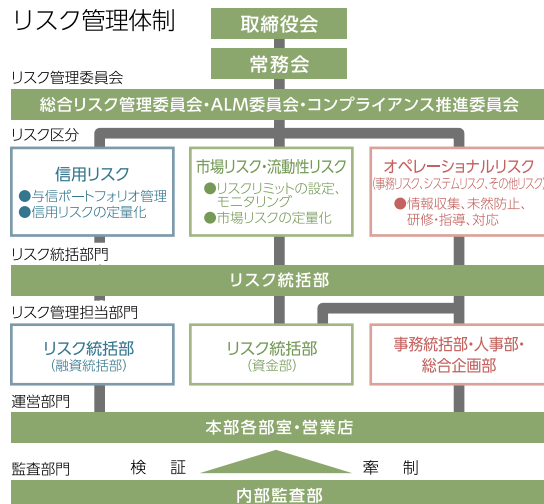 リスク管理体制
取締役会
常務会
リスク管理委員会
総合リスク管理委員会・ALM委員会・コンプライアンス推進委員会
リスク区分
信用リスク
●与信ポートフォリオ管理
●信用リスクの定量化
市場リスク・流動性リスク
●リスクリミットの設定、
モニタリング
●市場リスクの定量化
オペレーショナルリスク
(事務リスク、システムリスク、その他リスク)
●情報収集、未然防止、
研修・指導、対応
リスク統括部門
リスク統括部
リスク管理担当部門
リスク統括部
(融資統括部)
リスク統括部
(資金部)
事務統括部・人事部・
総合企画部
運営部門
本部各部室・営業店
監査部門
検 証
牽 制
内部監査部